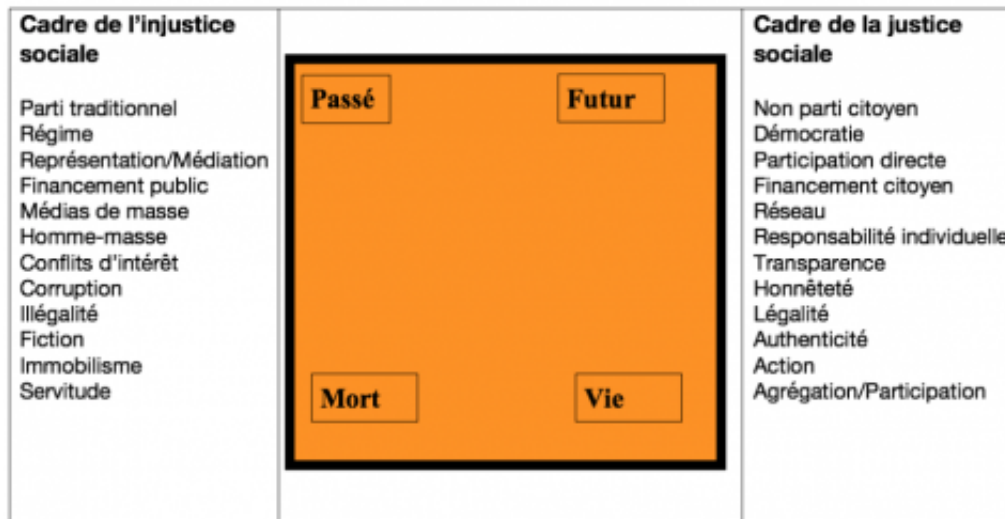 Cadre de l'injustice
sociale
Parti traditionnel
Régime
Représentation/Médiation
Financement public
Médias de masse
Homme-masse
Conflits d'intérêt
Corruption
Illégalité
Fiction
Immobilisme
Servitude
Passé
Futur
Mort
Vie
Cadre de la justice
sociale
Non parti citoyen
Démocratie
Participation directe
Financement citoyen
Réseau
Responsabilité individuelle
Transparence
Honnêteté
Légalité
Authenticité
Action
Agrégation/Participation